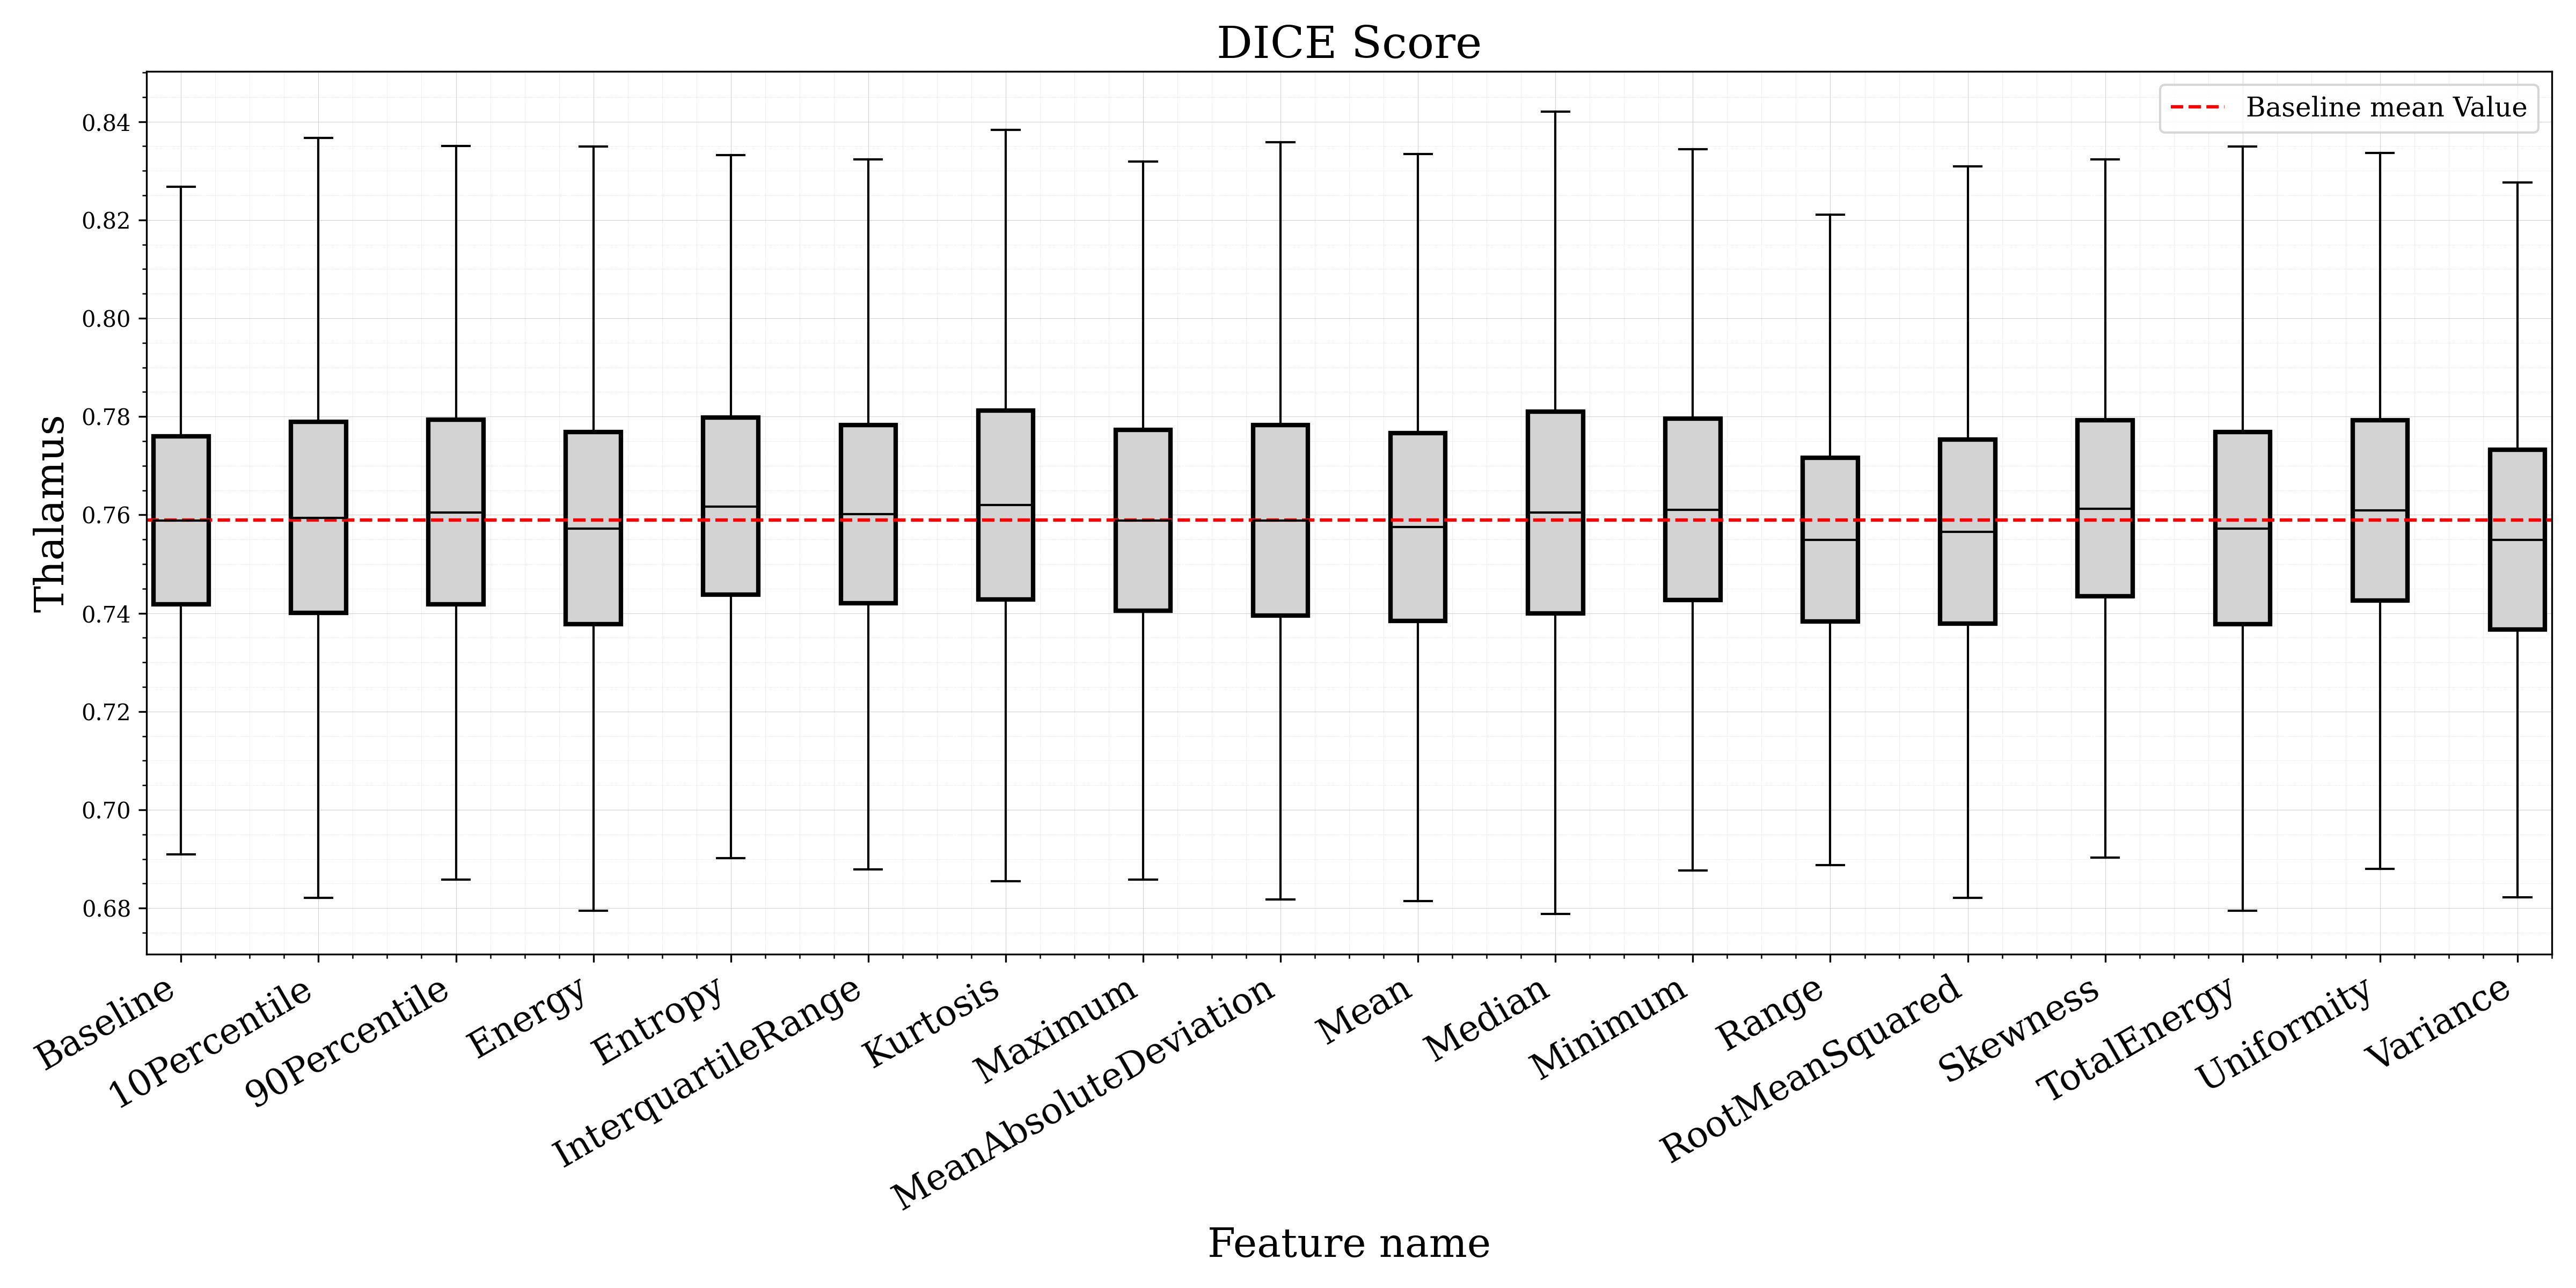 DICE Score
Baseline mean Value
Thalamus
0.84
0.82
0.80
0.78
0.76
0.74
0.72
0.70
0.68
Baseline
10Percentile
90Percentile
Energy
Entropy
InterquartileRange
Kurtosis
Maximum
MeanAbsoluteDeviation
Mean
Median
Minimum
Range
RootMeanSquared
Skewness
TotalEnergy
Uniformity
Variance
Feature name